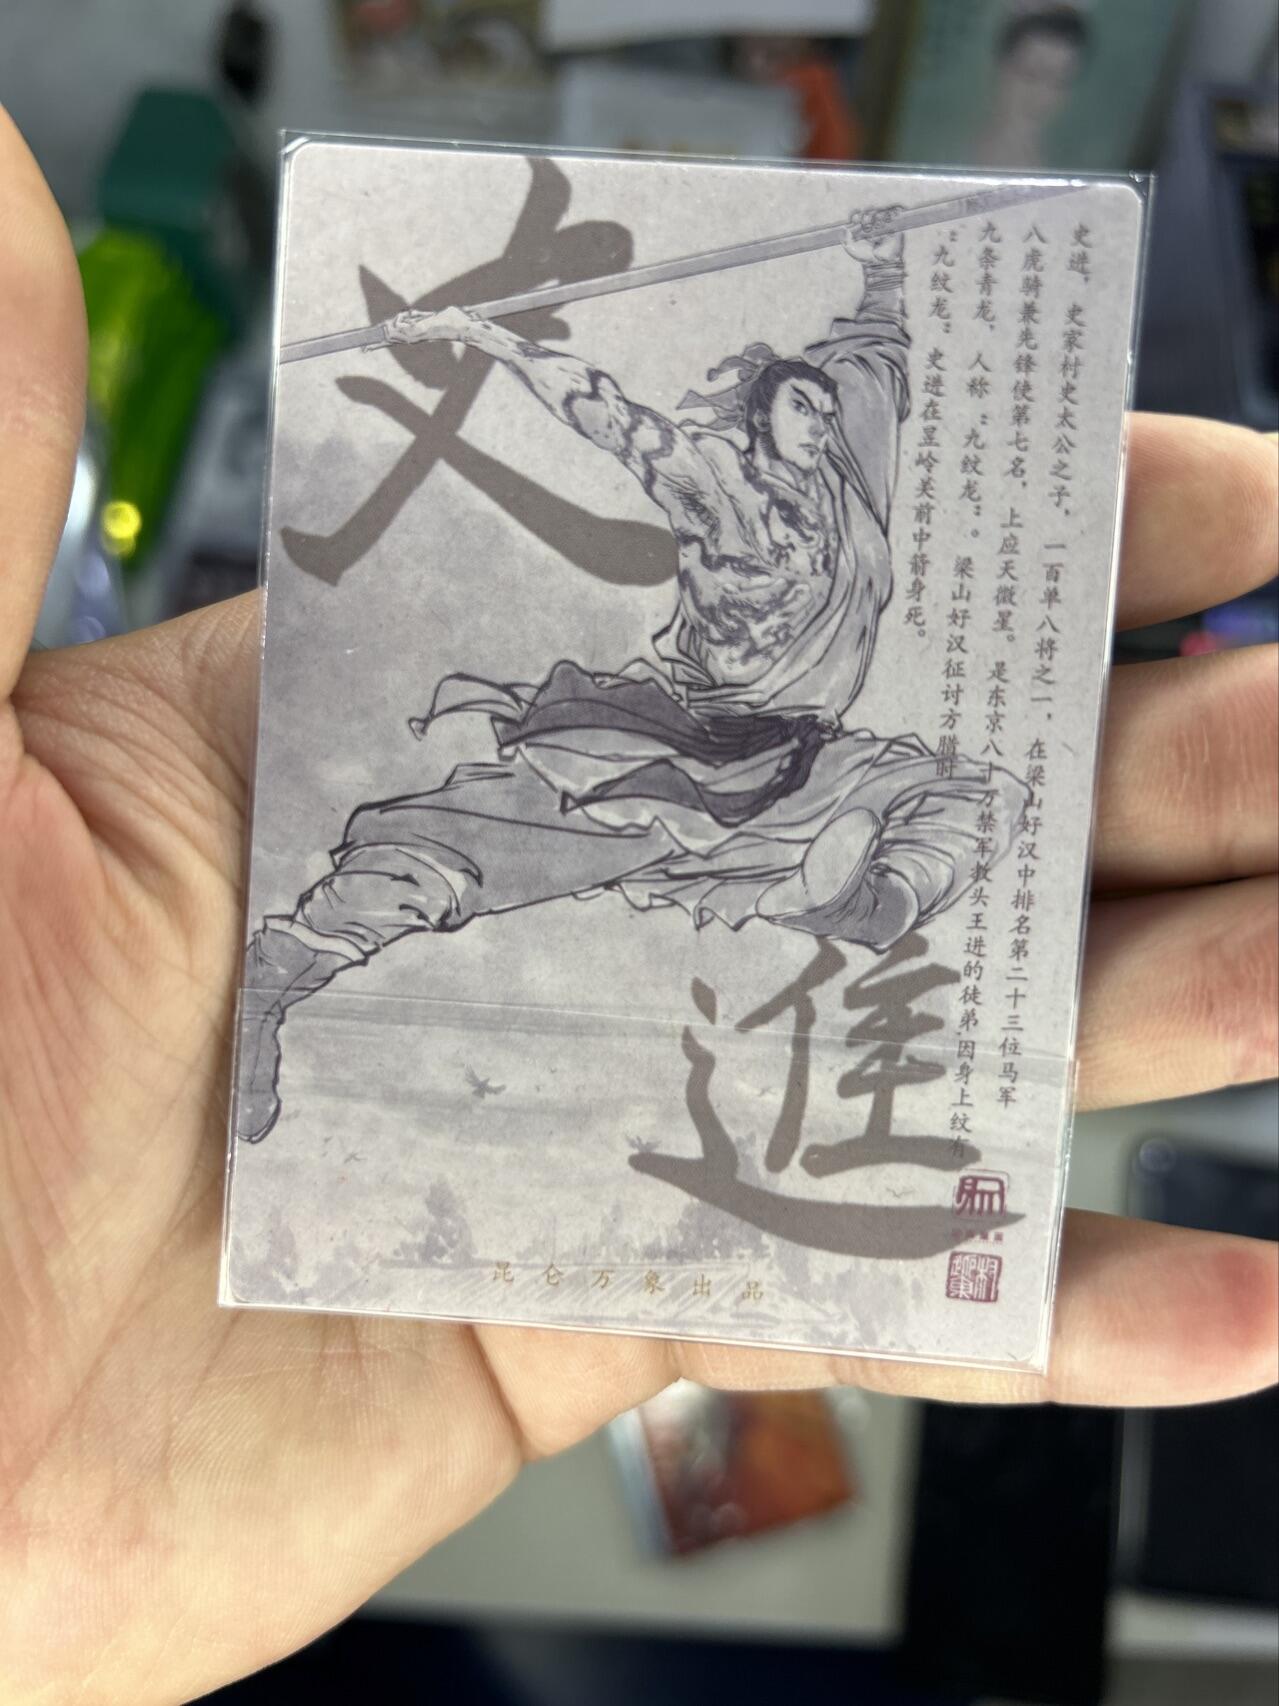 史進
史进，史家村史太公之子，一百单八将之一，在梁山好汉中排名第二十三位马军
八虎骑兼先锋使第七名，上应天微星。是东京八十万禁军教头王进的徒弟因身上纹有
九条青龙，人称：“九纹龙”。梁山好汉征讨方腊时
：九纹龙：史进在昱岭关前中箭身死。
昆仑万象出品